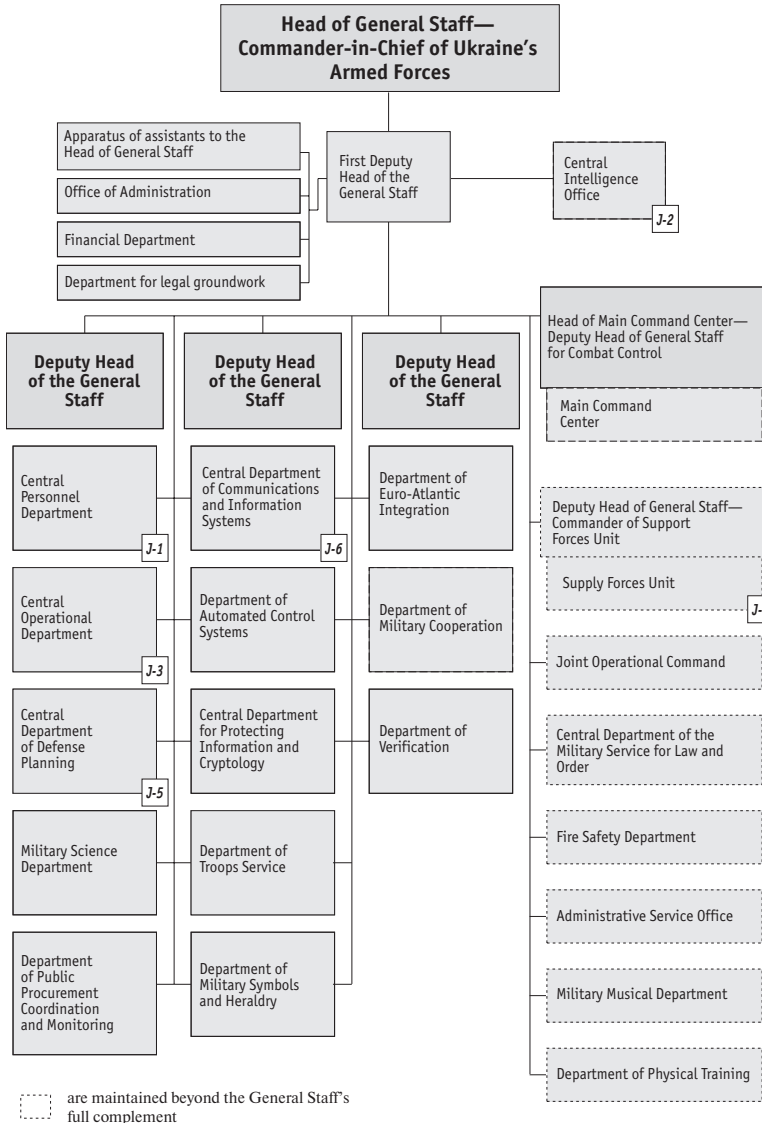 Head of General Staff—
Commander-in-Chief of Ukraine's
Armed Forces
Apparatus of assistants to the
Head of General Staff
Office of Administration
Financial Department
Department for legal groundwork
First Deputy
Head of the
General Staff
Central
Intelligence
Office
J-2
Deputy Head
of the General
Staff
Deputy Head
of the General
Staff
Deputy Head
of the General
Staff
Head of Main Command Center—
Deputy Head of General Staff
for Combat Control
Main Command
Center
Central
Personnel
Department
J-1
Central Department
of Communications
and Information
Systems
J-6
Department of
Euro-Atlantic
Integration
Deputy Head of General Staff—
Commander of Support
Forces Unit
Supply Forces Unit
J-
Central
Operational
Department
J-3
Department of
Automated Control
Systems
Department of
Military Cooperation
Joint Operational Command
Central
Department
of Defense
Planning
J-5
Central Department
for Protecting
Information and
Cryptology
Department of
Verification
Central Department of the
Military Service for Law and
Order
Military Science
Department
Department of
Troops Service
Fire Safety Department
Administrative Service Office
Department
of Public
Procurement
Coordination
and Monitoring
Department of
Military Symbols
and Heraldry
Military Musical Department
Department of Physical Training
are maintained beyond the General Staff's
full complement